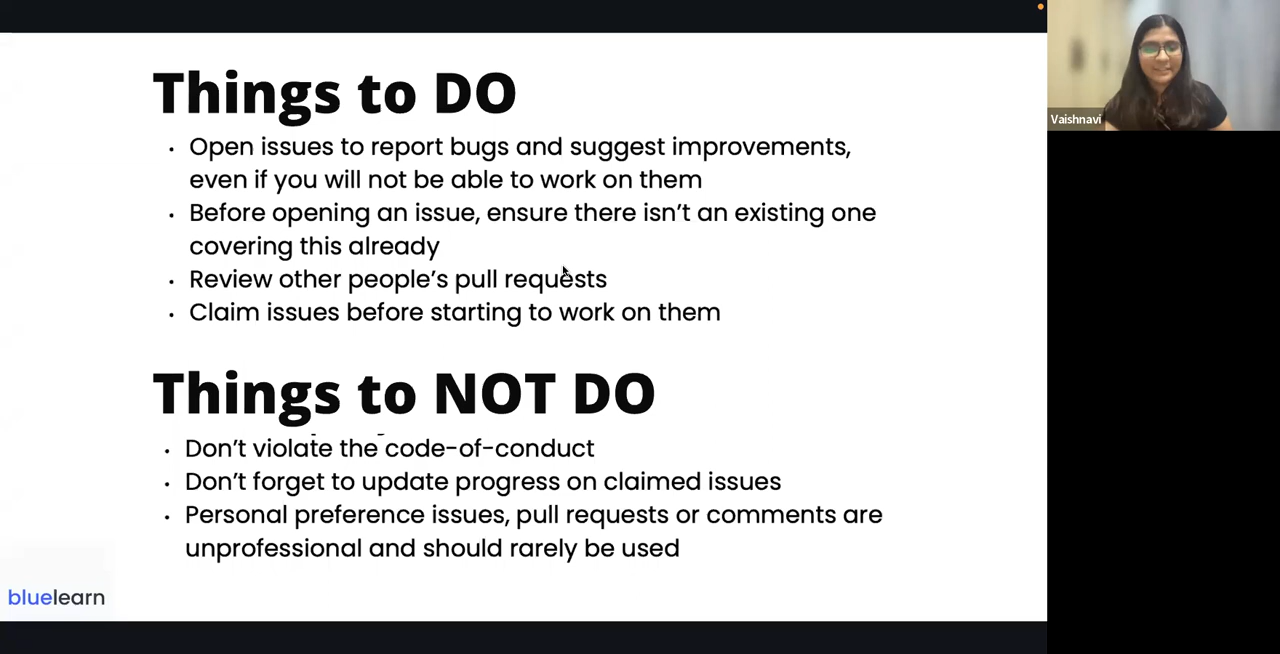 Things to DO
• Open issues to report bugs and suggest improvements,
even if you will not be able to work on them
• Before opening an issue, ensure there isn’t an existing one
covering this already
• Review other people’s pull requests
• Claim issues before starting to work on them
Things to NOT DO
• Don’t violate the code-of-conduct
• Don’t forget to update progress on claimed issues
• Personal preference issues, pull requests or comments are
unprofessional and should rarely be used
bluelearn
Vaishnavi